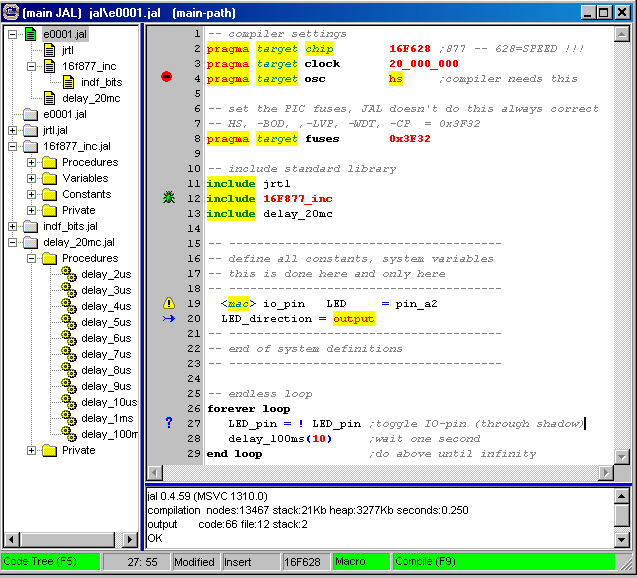 (main JAL)  jal\e0001.jal   (main-path)
e0001.jal
jrtl
16f877_inc
indf_bits
delay_20mc
e0001.jal
jrtl.jal
16f877_inc.jal
Procedures
Variables
Constants
Private
indf_bits.jal
delay_20mc.jal
Procedures
delay_2us
delay_3us
delay_4us
delay_5us
delay_6us
delay_7us
delay_8us
delay_9us
delay_10us
delay_1ms
delay_100m
Private
1 -- compiler settings
2 pragma target chip 16F628 ;877 -- 628=SPEED !!!
3 pragma target clock 20_000_000
4 pragma target osc hs ;compiler needs this
5
6 -- set the PIC fuses, JAL doesn't do this always correct
7 -- HS, -BOD, ,-LVP, -WDT, -CP  = 0x3F32
8 pragma target fuses 0x3F32
9
10 -- include standard library
11 include jrtl
12 include 16F877_inc
13 include delay_20mc
14
15 -- ---------------------------------------
16 -- define all constants, system variables
17 -- this is done here and only here
18 -- ---------------------------------------
19 <mac> io_pin   LED     = pin_a2
20 LED_direction = output
21 -- ---------------------------------------
22 -- end of system definitions
23 -- ---------------------------------------
24
25 -- endless loop
26 forever loop
27 LED_pin = ! LED_pin ;toggle IO-pin (through shadow)
28 delay_100ms(10)     ;wait one second
29 end loop               ;do above until infinity
jal 0.4.59 (MSVC 1310.0)
compilation  nodes:13467 stack:21Kb heap:3277Kb seconds:0.250
output       code:66 file:12 stack:2
OK
Code Tree (F5) 27: 55 Modified Insert 16F628 Macro Compile (F9)